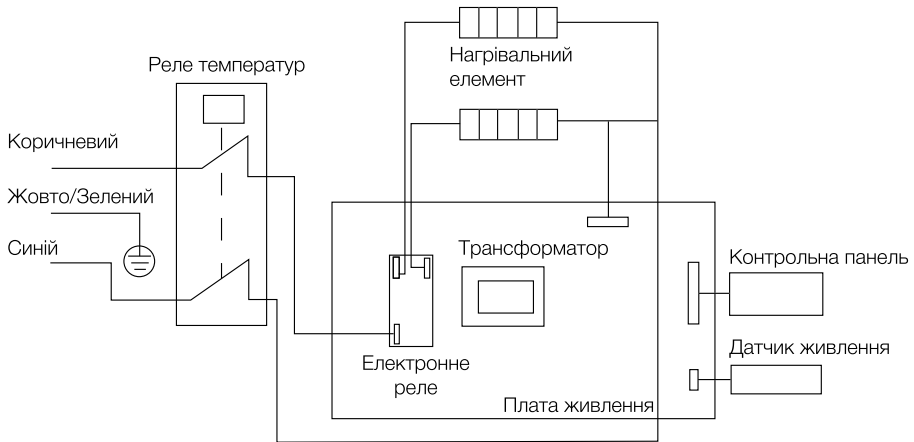 Нагрівальний
елемент
Реле температур
Коричневий
Жовто/Зелений
Синій
Трансформатор
Контрольна панель
Електронне
реле
Датчик живлення
Плата живлення